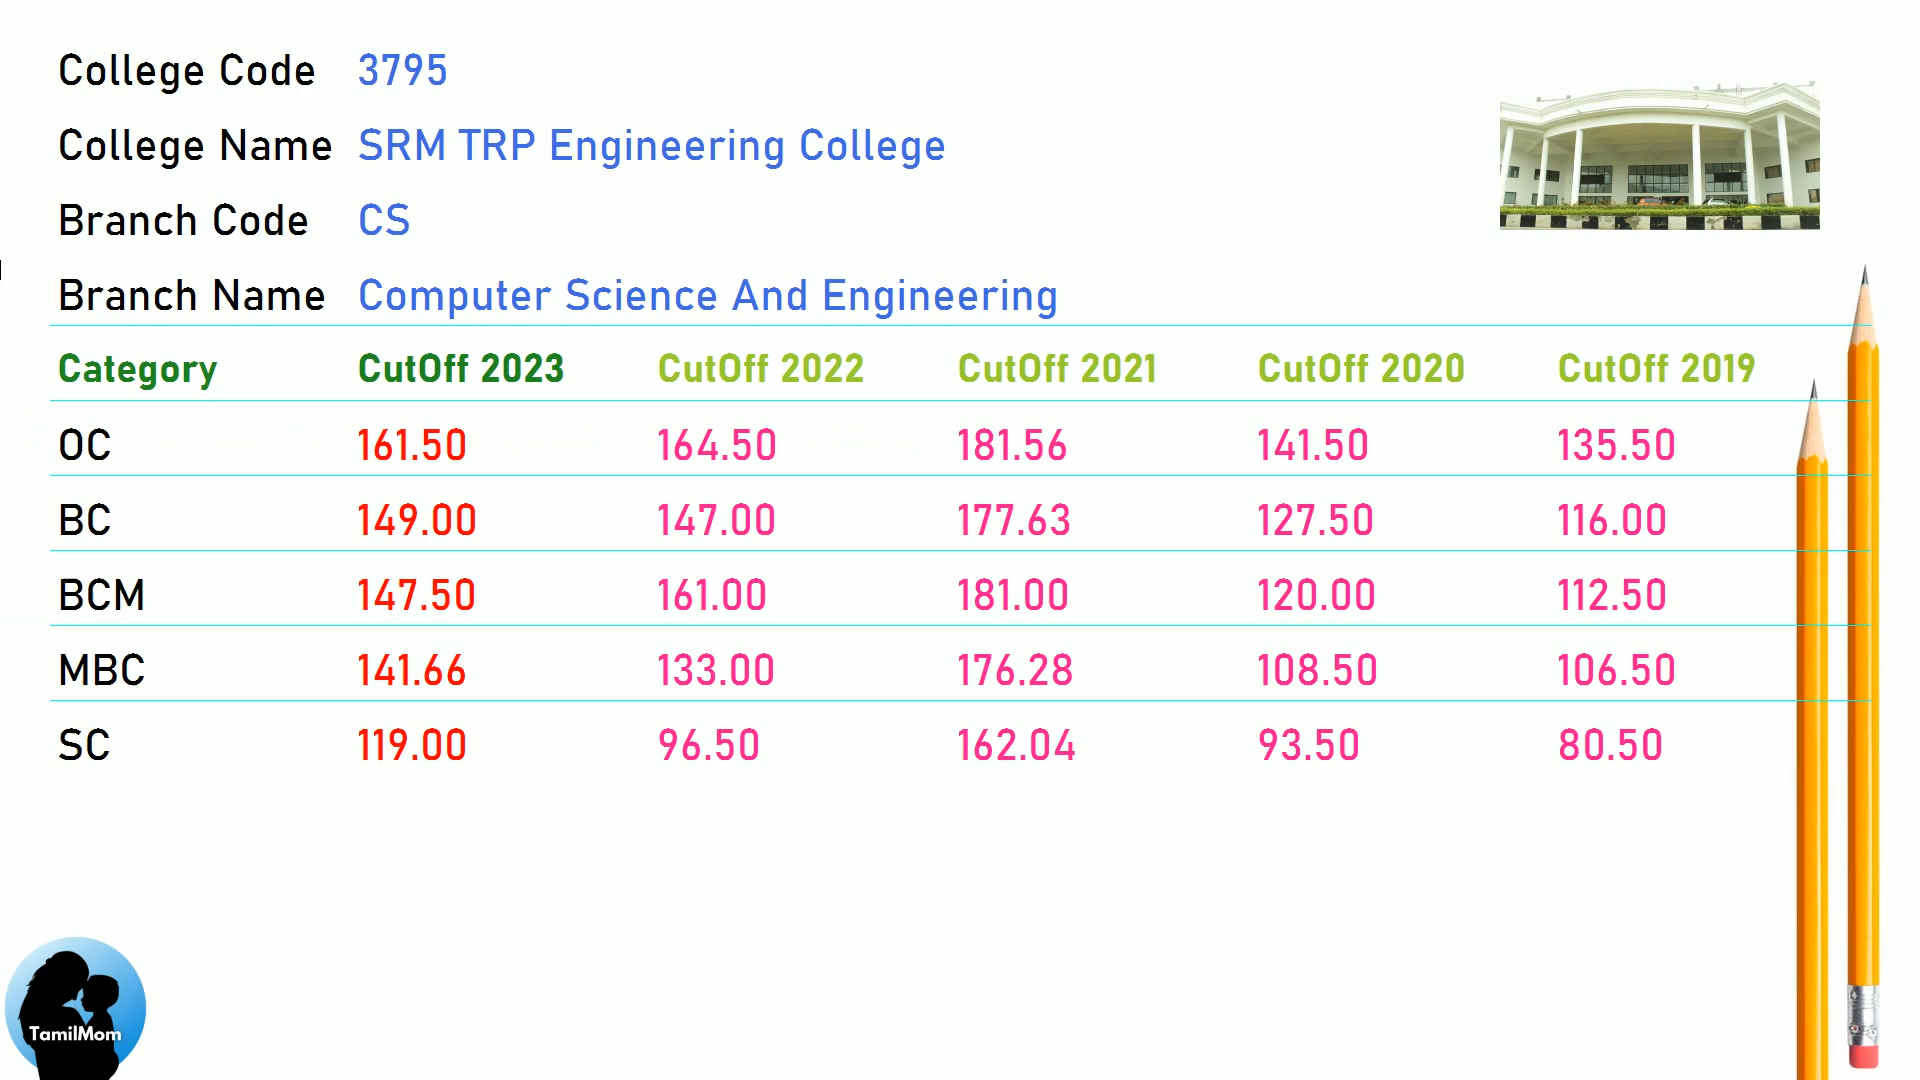 College Code 3795
College Name SRM TRP Engineering College
Branch Code CS
Branch Name Computer Science And Engineering
Category CutOff 2023 CutOff 2022 CutOff 2021 CutOff 2020 CutOff 2019
OC 161.50 164.50 181.56 141.50 135.50
BC 149.00 147.00 177.63 127.50 116.00
BCM 147.50 161.00 181.00 120.00 112.50
MBC 141.66 133.00 176.28 108.50 106.50
SC 119.00 96.50 162.04 93.50 80.50
TamilMom